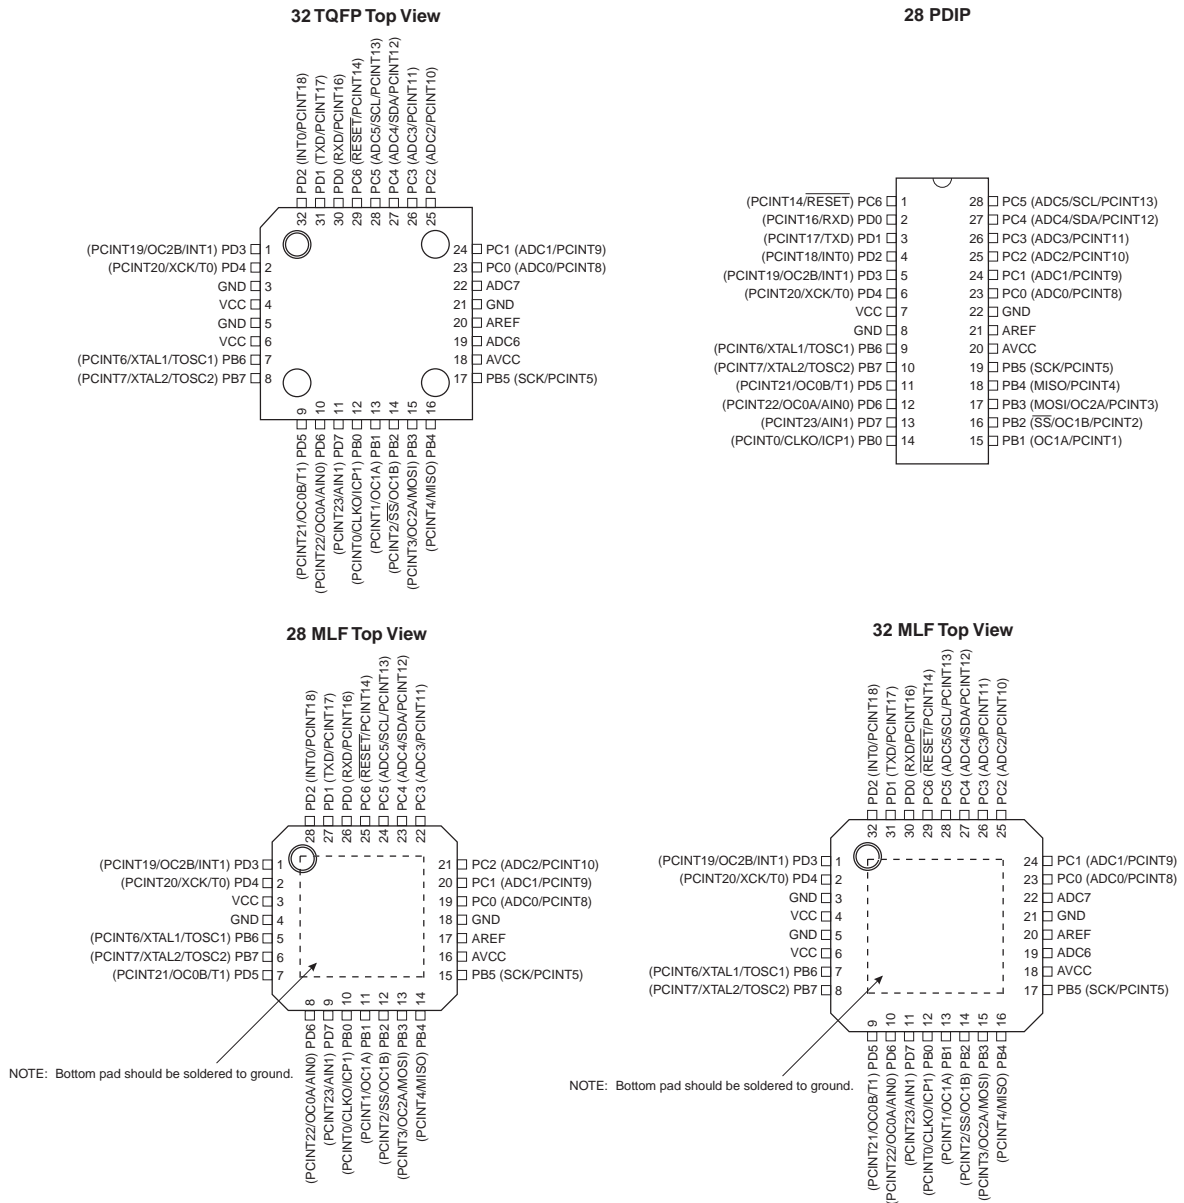 32 TQFP Top View
PD2 (INT0/PCINT18)
PD1 (TXD/PCINT17)
PD0 (RXD/PCINT16)
PC6 (RESET/PCINT14)
PC5 (ADC5/SCL/PCINT13)
PC4 (ADC4/SDA/PCINT12)
PC3 (ADC3/PCINT11)
PC2 (ADC2/PCINT10)
32
31
30
29
28
27
26
25
(PCINT19/OC2B/INT1) PD3 1
(PCINT20/XCK/T0) PD4 2
GND 3
VCC 4
GND 5
VCC 6
(PCINT6/XTAL1/TOSC1) PB6 7
(PCINT7/XTAL2/TOSC2) PB7 8
24 PC1 (ADC1/PCINT9)
23 PC0 (ADC0/PCINT8)
22 ADC7
21 GND
20 AREF
19 ADC6
18 AVCC
17 PB5 (SCK/PCINT5)
9
10
11
12
13
14
15
16
(PCINT21/OC0B/T1) PD5
(PCINT22/OC0A/AIN0) PD6
(PCINT23/AIN1) PD7
(PCINT0/CLKO/ICP1) PB0
(PCINT1/OC1A) PB1
(PCINT2/SS/OC1B) PB2
(PCINT3/OC2A/MOSI) PB3
(PCINT4/MISO) PB4
28 PDIP
(PCINT14/RESET) PC6 1
(PCINT16/RXD) PD0 2
(PCINT17/TXD) PD1 3
(PCINT18/INT0) PD2 4
(PCINT19/OC2B/INT1) PD3 5
(PCINT20/XCK/T0) PD4 6
VCC 7
GND 8
(PCINT6/XTAL1/TOSC1) PB6 9
(PCINT7/XTAL2/TOSC2) PB7 10
(PCINT21/OC0B/T1) PD5 11
(PCINT22/OC0A/AIN0) PD6 12
(PCINT23/AIN1) PD7 13
(PCINT0/CLKO/ICP1) PB0 14
28 PC5 (ADC5/SCL/PCINT13)
27 PC4 (ADC4/SDA/PCINT12)
26 PC3 (ADC3/PCINT11)
25 PC2 (ADC2/PCINT10)
24 PC1 (ADC1/PCINT9)
23 PC0 (ADC0/PCINT8)
22 GND
21 AREF
20 AVCC
19 PB5 (SCK/PCINT5)
18 PB4 (MISO/PCINT4)
17 PB3 (MOSI/OC2A/PCINT3)
16 PB2 (SS/OC1B/PCINT2)
15 PB1 (OC1A/PCINT1)
28 MLF Top View
PD2 (INT0/PCINT18)
PD1 (TXD/PCINT17)
PD0 (RXD/PCINT16)
PC6 (RESET/PCINT14)
PC5 (ADC5/SCL/PCINT13)
PC4 (ADC4/SDA/PCINT12)
PC3 (ADC3/PCINT11)
28
27
26
25
24
23
22
(PCINT19/OC2B/INT1) PD3 1
(PCINT20/XCK/T0) PD4 2
VCC 3
GND 4
(PCINT6/XTAL1/TOSC1) PB6 5
(PCINT7/XTAL2/TOSC2) PB7 6
(PCINT21/OC0B/T1) PD5 7
21 PC2 (ADC2/PCINT10)
20 PC1 (ADC1/PCINT9)
19 PC0 (ADC0/PCINT8)
18 GND
17 AREF
16 AVCC
15 PB5 (SCK/PCINT5)
8
9
10
11
12
13
14
(PCINT22/OC0A/AIN0) PD6
(PCINT23/AIN1) PD7
(PCINT0/CLKO/ICP1) PB0
(PCINT1/OC1A) PB1
(PCINT2/SS/OC1B) PB2
(PCINT3/OC2A/MOSI) PB3
(PCINT4/MISO) PB4
NOTE: Bottom pad should be soldered to ground.
32 MLF Top View
PD2 (INT0/PCINT18)
PD1 (TXD/PCINT17)
PD0 (RXD/PCINT16)
PC6 (RESET/PCINT14)
PC5 (ADC5/SCL/PCINT13)
PC4 (ADC4/SDA/PCINT12)
PC3 (ADC3/PCINT11)
PC2 (ADC2/PCINT10)
32
31
30
29
28
27
26
25
(PCINT19/OC2B/INT1) PD3 1
(PCINT20/XCK/T0) PD4 2
GND 3
VCC 4
GND 5
VCC 6
(PCINT6/XTAL1/TOSC1) PB6 7
(PCINT7/XTAL2/TOSC2) PB7 8
24 PC1 (ADC1/PCINT9)
23 PC0 (ADC0/PCINT8)
22 ADC7
21 GND
20 AREF
19 ADC6
18 AVCC
17 PB5 (SCK/PCINT5)
9
10
11
12
13
14
15
16
(PCINT21/OC0B/T1) PD5
(PCINT22/OC0A/AIN0) PD6
(PCINT23/AIN1) PD7
(PCINT0/CLKO/ICP1) PB0
(PCINT1/OC1A) PB1
(PCINT2/SS/OC1B) PB2
(PCINT3/OC2A/MOSI) PB3
(PCINT4/MISO) PB4
NOTE: Bottom pad should be soldered to ground.